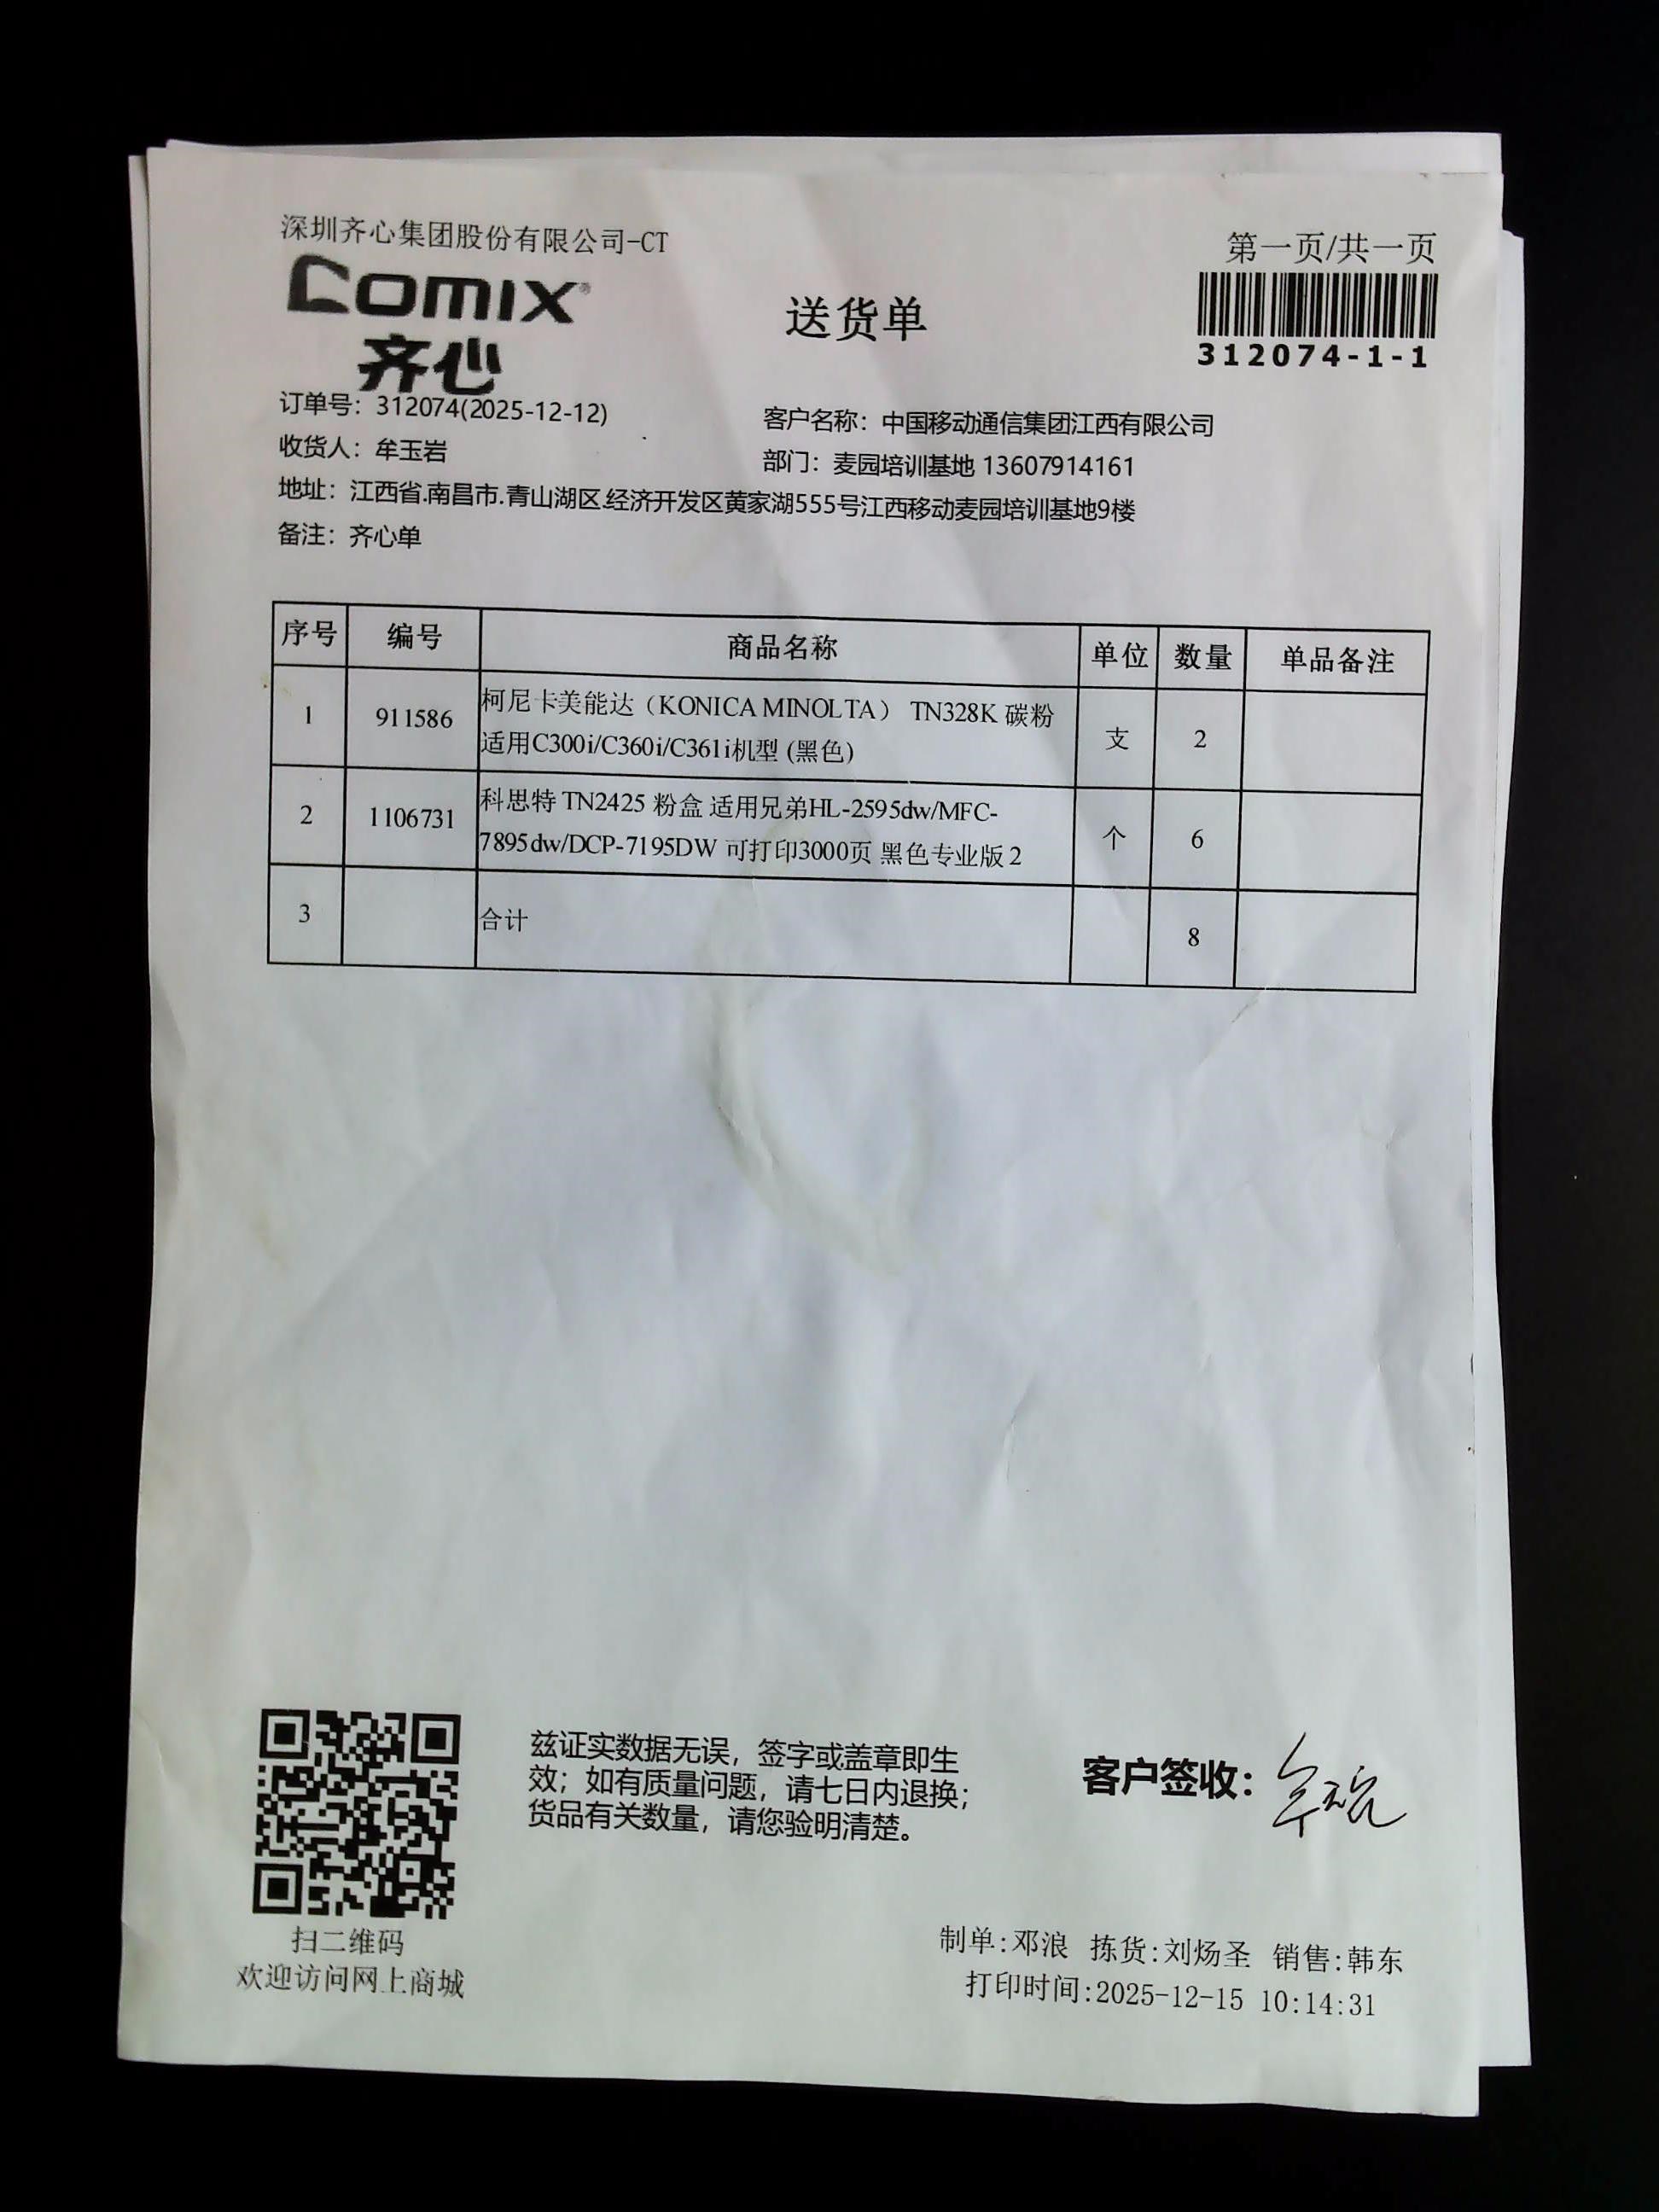 深圳齐心集团股份有限公司-CT
第一页/共一页
Comix®
齐心
送货单
312074-1-1
订单号：312074(2025-12-12)
客户名称：中国移动通信集团江西有限公司
收货人：牟玉岩
部门：麦园培训基地 13607914161
地址：江西省.南昌市.青山湖区.经济开发区黄家湖555号江西移动麦园培训基地9楼
备注：齐心单
序号 编号 商品名称 单位 数量 单品备注
1 911586 柯尼卡美能达（KONICA MINOLTA） TN328K 碳粉
适用C300i/C360i/C361i机型 (黑色) 支 2
2 1106731 科思特 TN2425 粉盒 适用兄弟HL-2595dw/MFC-
7895dw/DCP-7195DW 可打印3000页 黑色专业版 2 个 6
3 合计 8
兹证实数据无误，签字或盖章即生
效；如有质量问题，请七日内退换；
货品有关数量，请您验明清楚。
客户签收：
扫二维码
欢迎访问网上商城
制单:邓浪 拣货:刘炀圣 销售:韩东
打印时间:2025-12-15 10:14:31